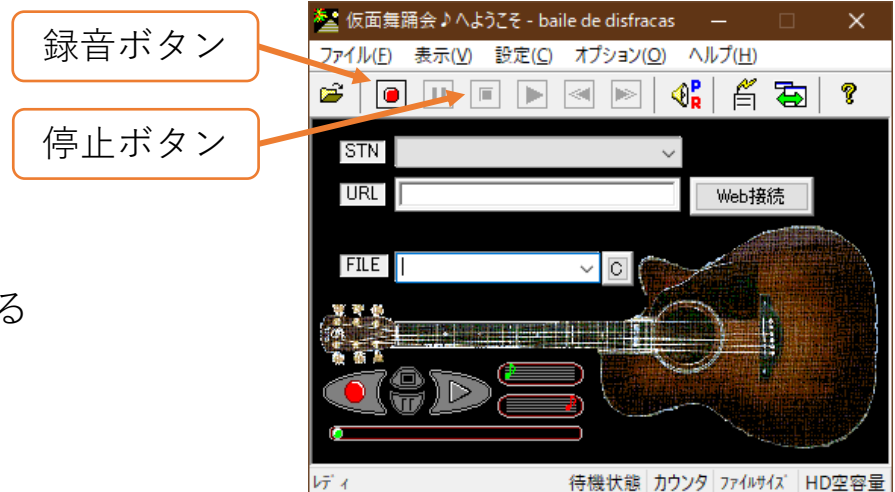 仮面舞踊会♪へようこそ - baile de disfracas
録音ボタン
ファイル(F) 表示(V) 設定(C) オプション(O) ヘルプ(H)
P
R
停止ボタン
STN
URL
Web接続
FILE
C
る
ﾚﾃﾞｨ 待機状態 カウンタ ﾌｧｲﾙｻｲｽﾞ HD空容量